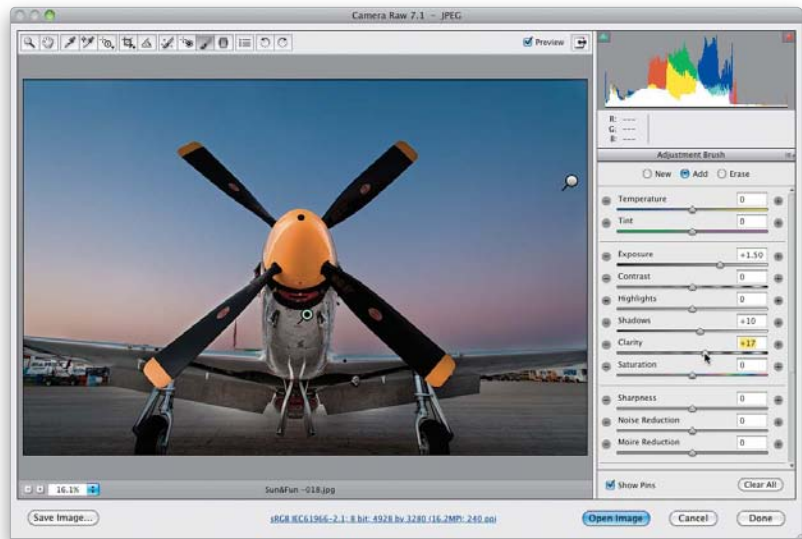 Camera Raw 7.1 – JPEG
Preview
R: ---
G: ---
B: ---
Adjustment Brush
New Add Erase
Temperature 0
Tint 0
Exposure +1.50
Contrast 0
Highlights 0
Shadows +10
Clarity +17
Saturation 0
Sharpness 0
Noise Reduction 0
Moire Reduction 0
Show Pins Clear All
16.1% Sun&Fun -018.jpg
Save Image... sRGB IEC61966-2.1; 8 bit; 4928 by 3280 (16.2MP); 240 ppi Open Image Cancel Done